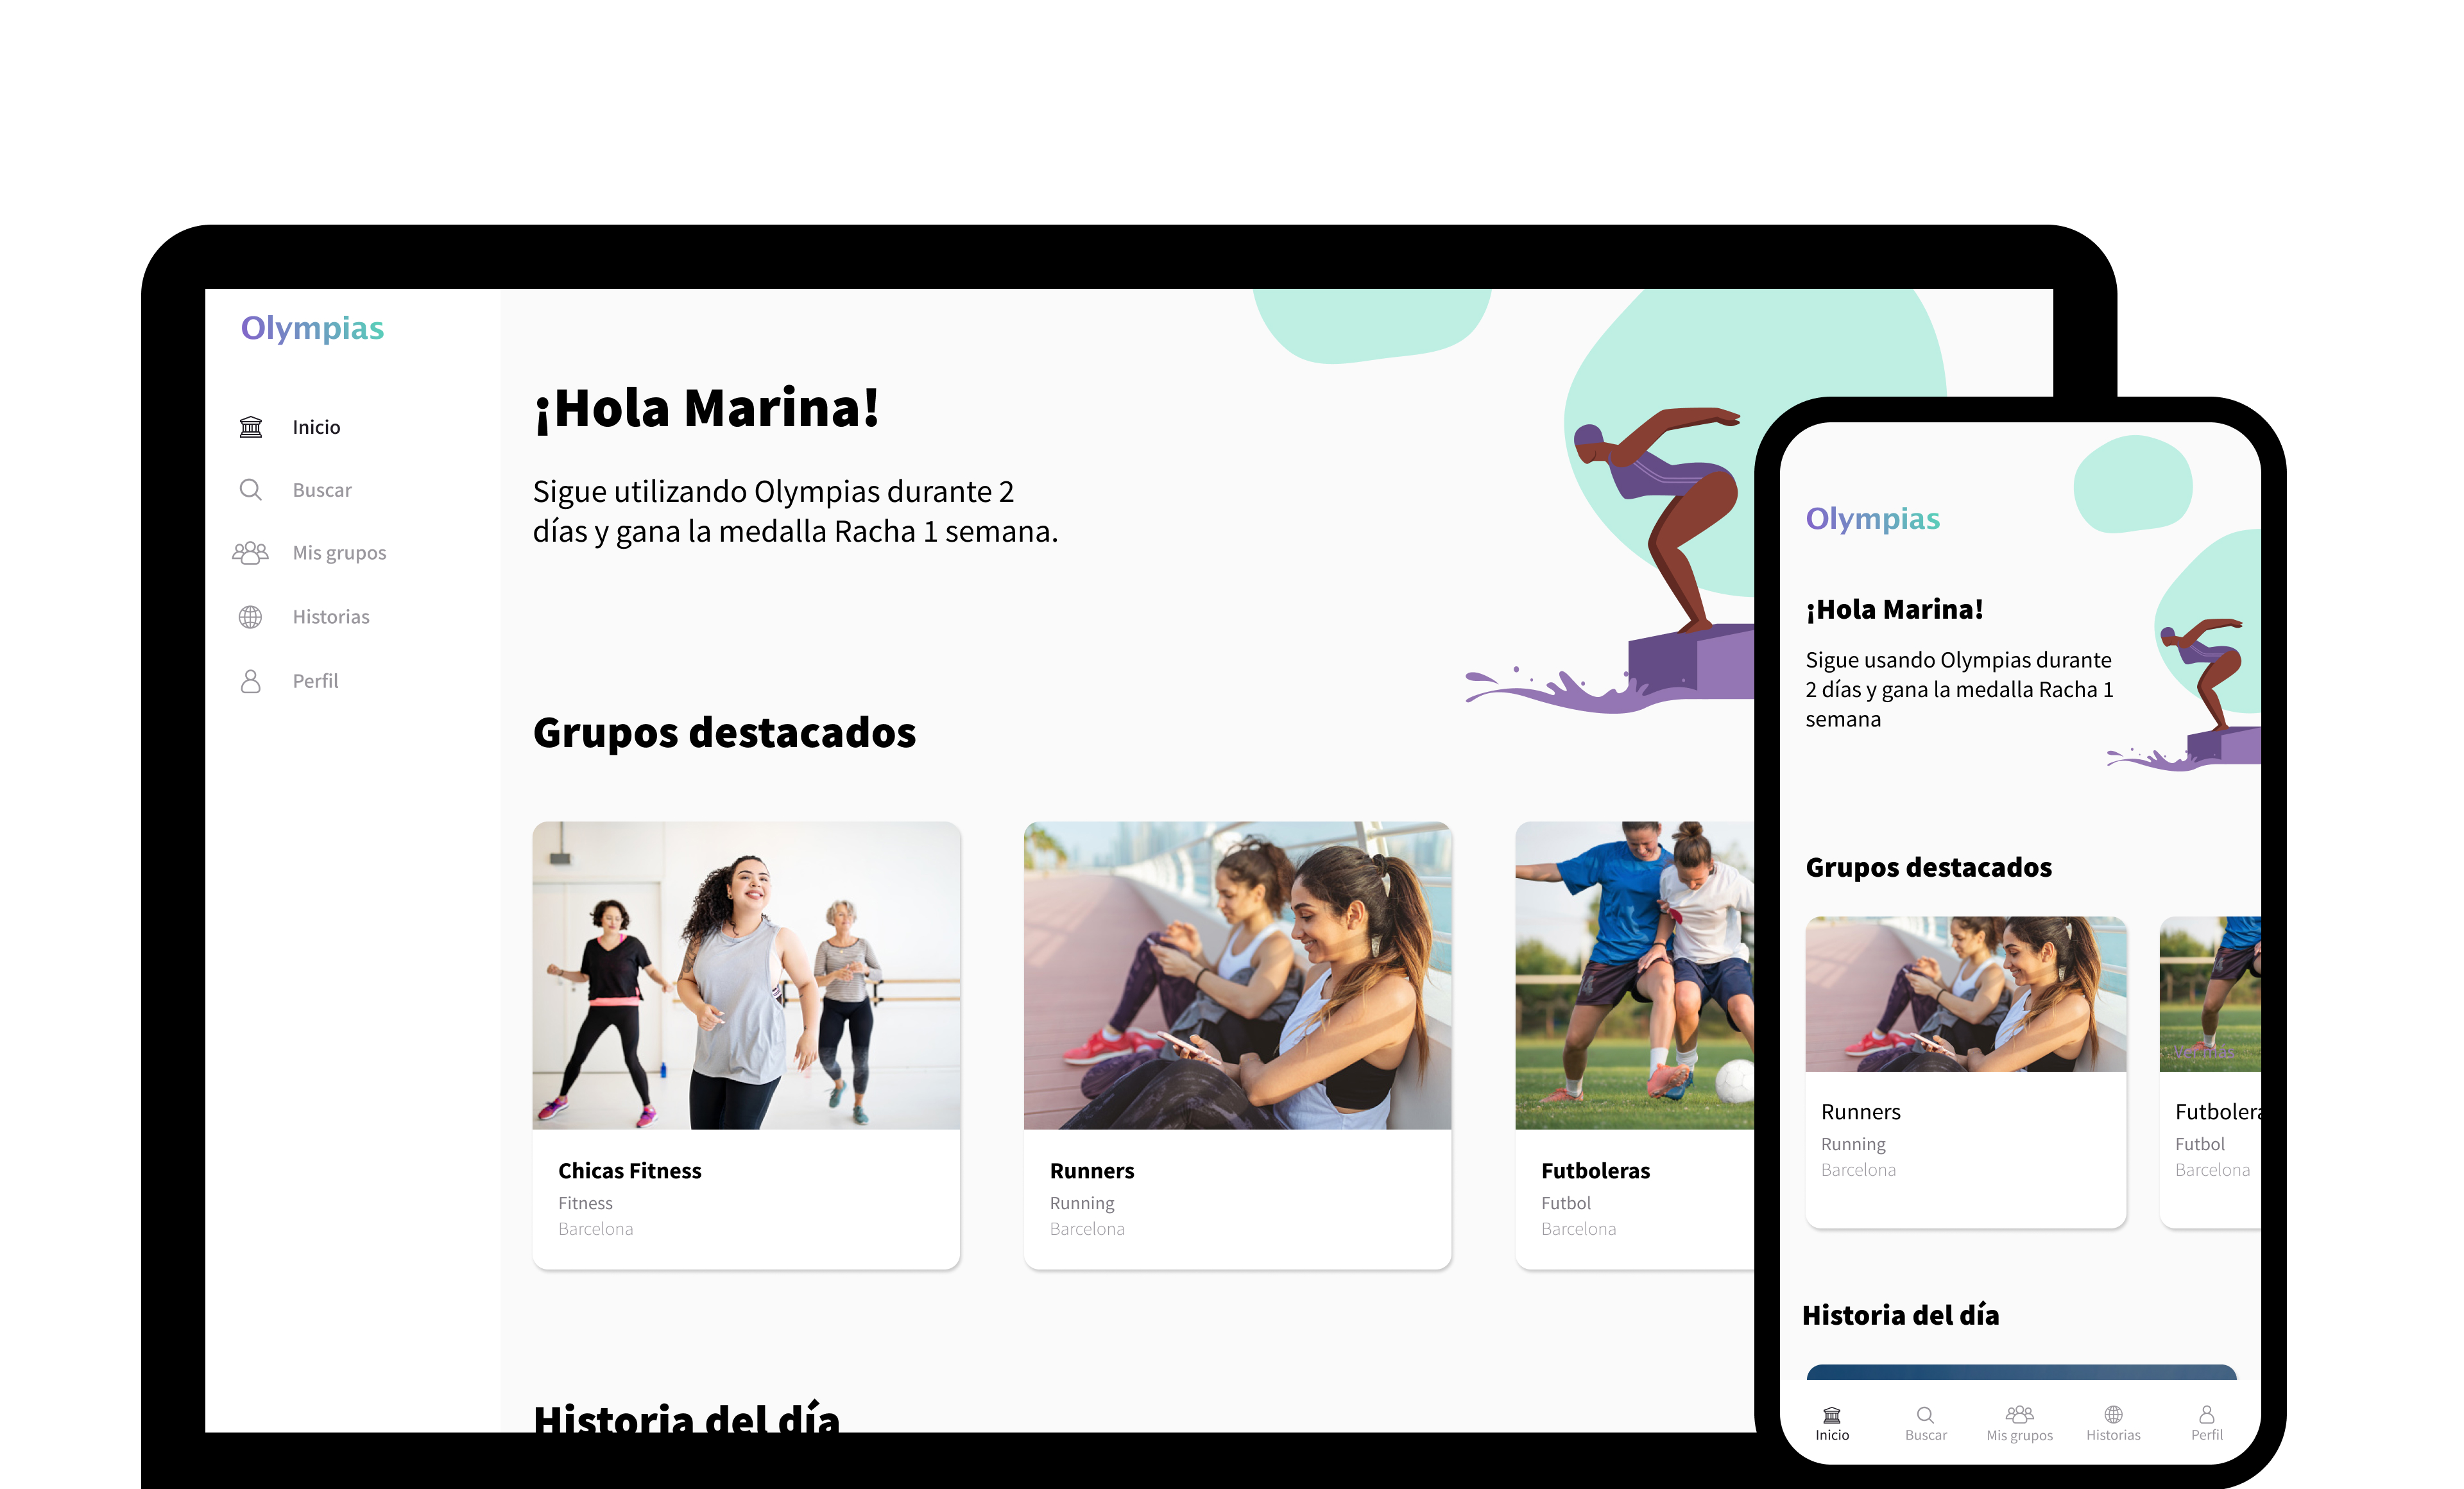 Olympias
Inicio
Buscar
Mis grupos
Historias
Perfil
¡Hola Marina!
Sigue utilizando Olympias durante 2
días y gana la medalla Racha 1 semana.
Grupos destacados
Chicas Fitness
Fitness
Barcelona
Runners
Running
Barcelona
Futboleras
Futbol
Barcelona
Historia del día
Olympias
¡Hola Marina!
Sigue usando Olympias durante
2 días y gana la medalla Racha 1
semana
Grupos destacados
Runners
Running
Barcelona
Futbolera
Futbol
Barcelona
Historia del día
Inicio
Buscar
Mis grupos
Historias
Perfil